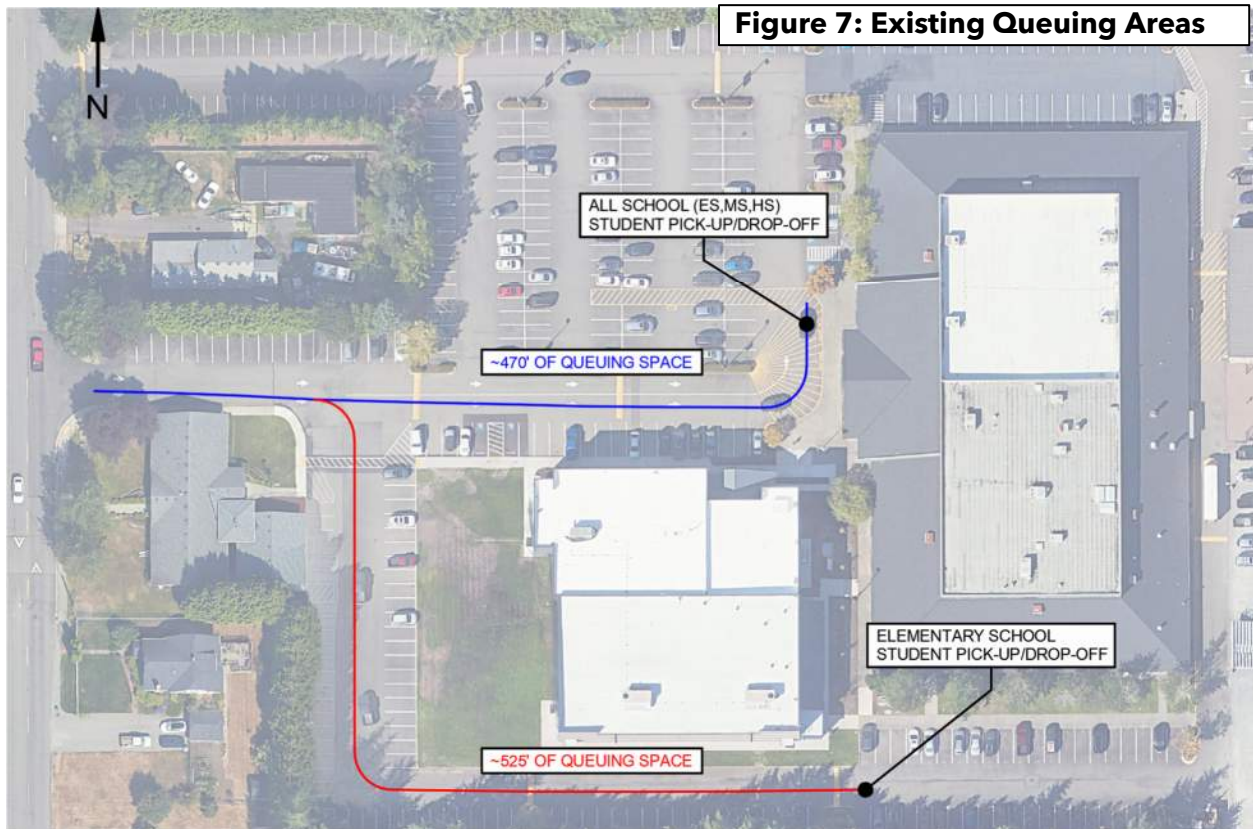 Figure 7: Existing Queuing Areas
N
ALL SCHOOL (ES,MS,HS)
STUDENT PICK-UP/DROP-OFF
~470' OF QUEUING SPACE
ELEMENTARY SCHOOL
STUDENT PICK-UP/DROP-OFF
~525' OF QUEUING SPACE